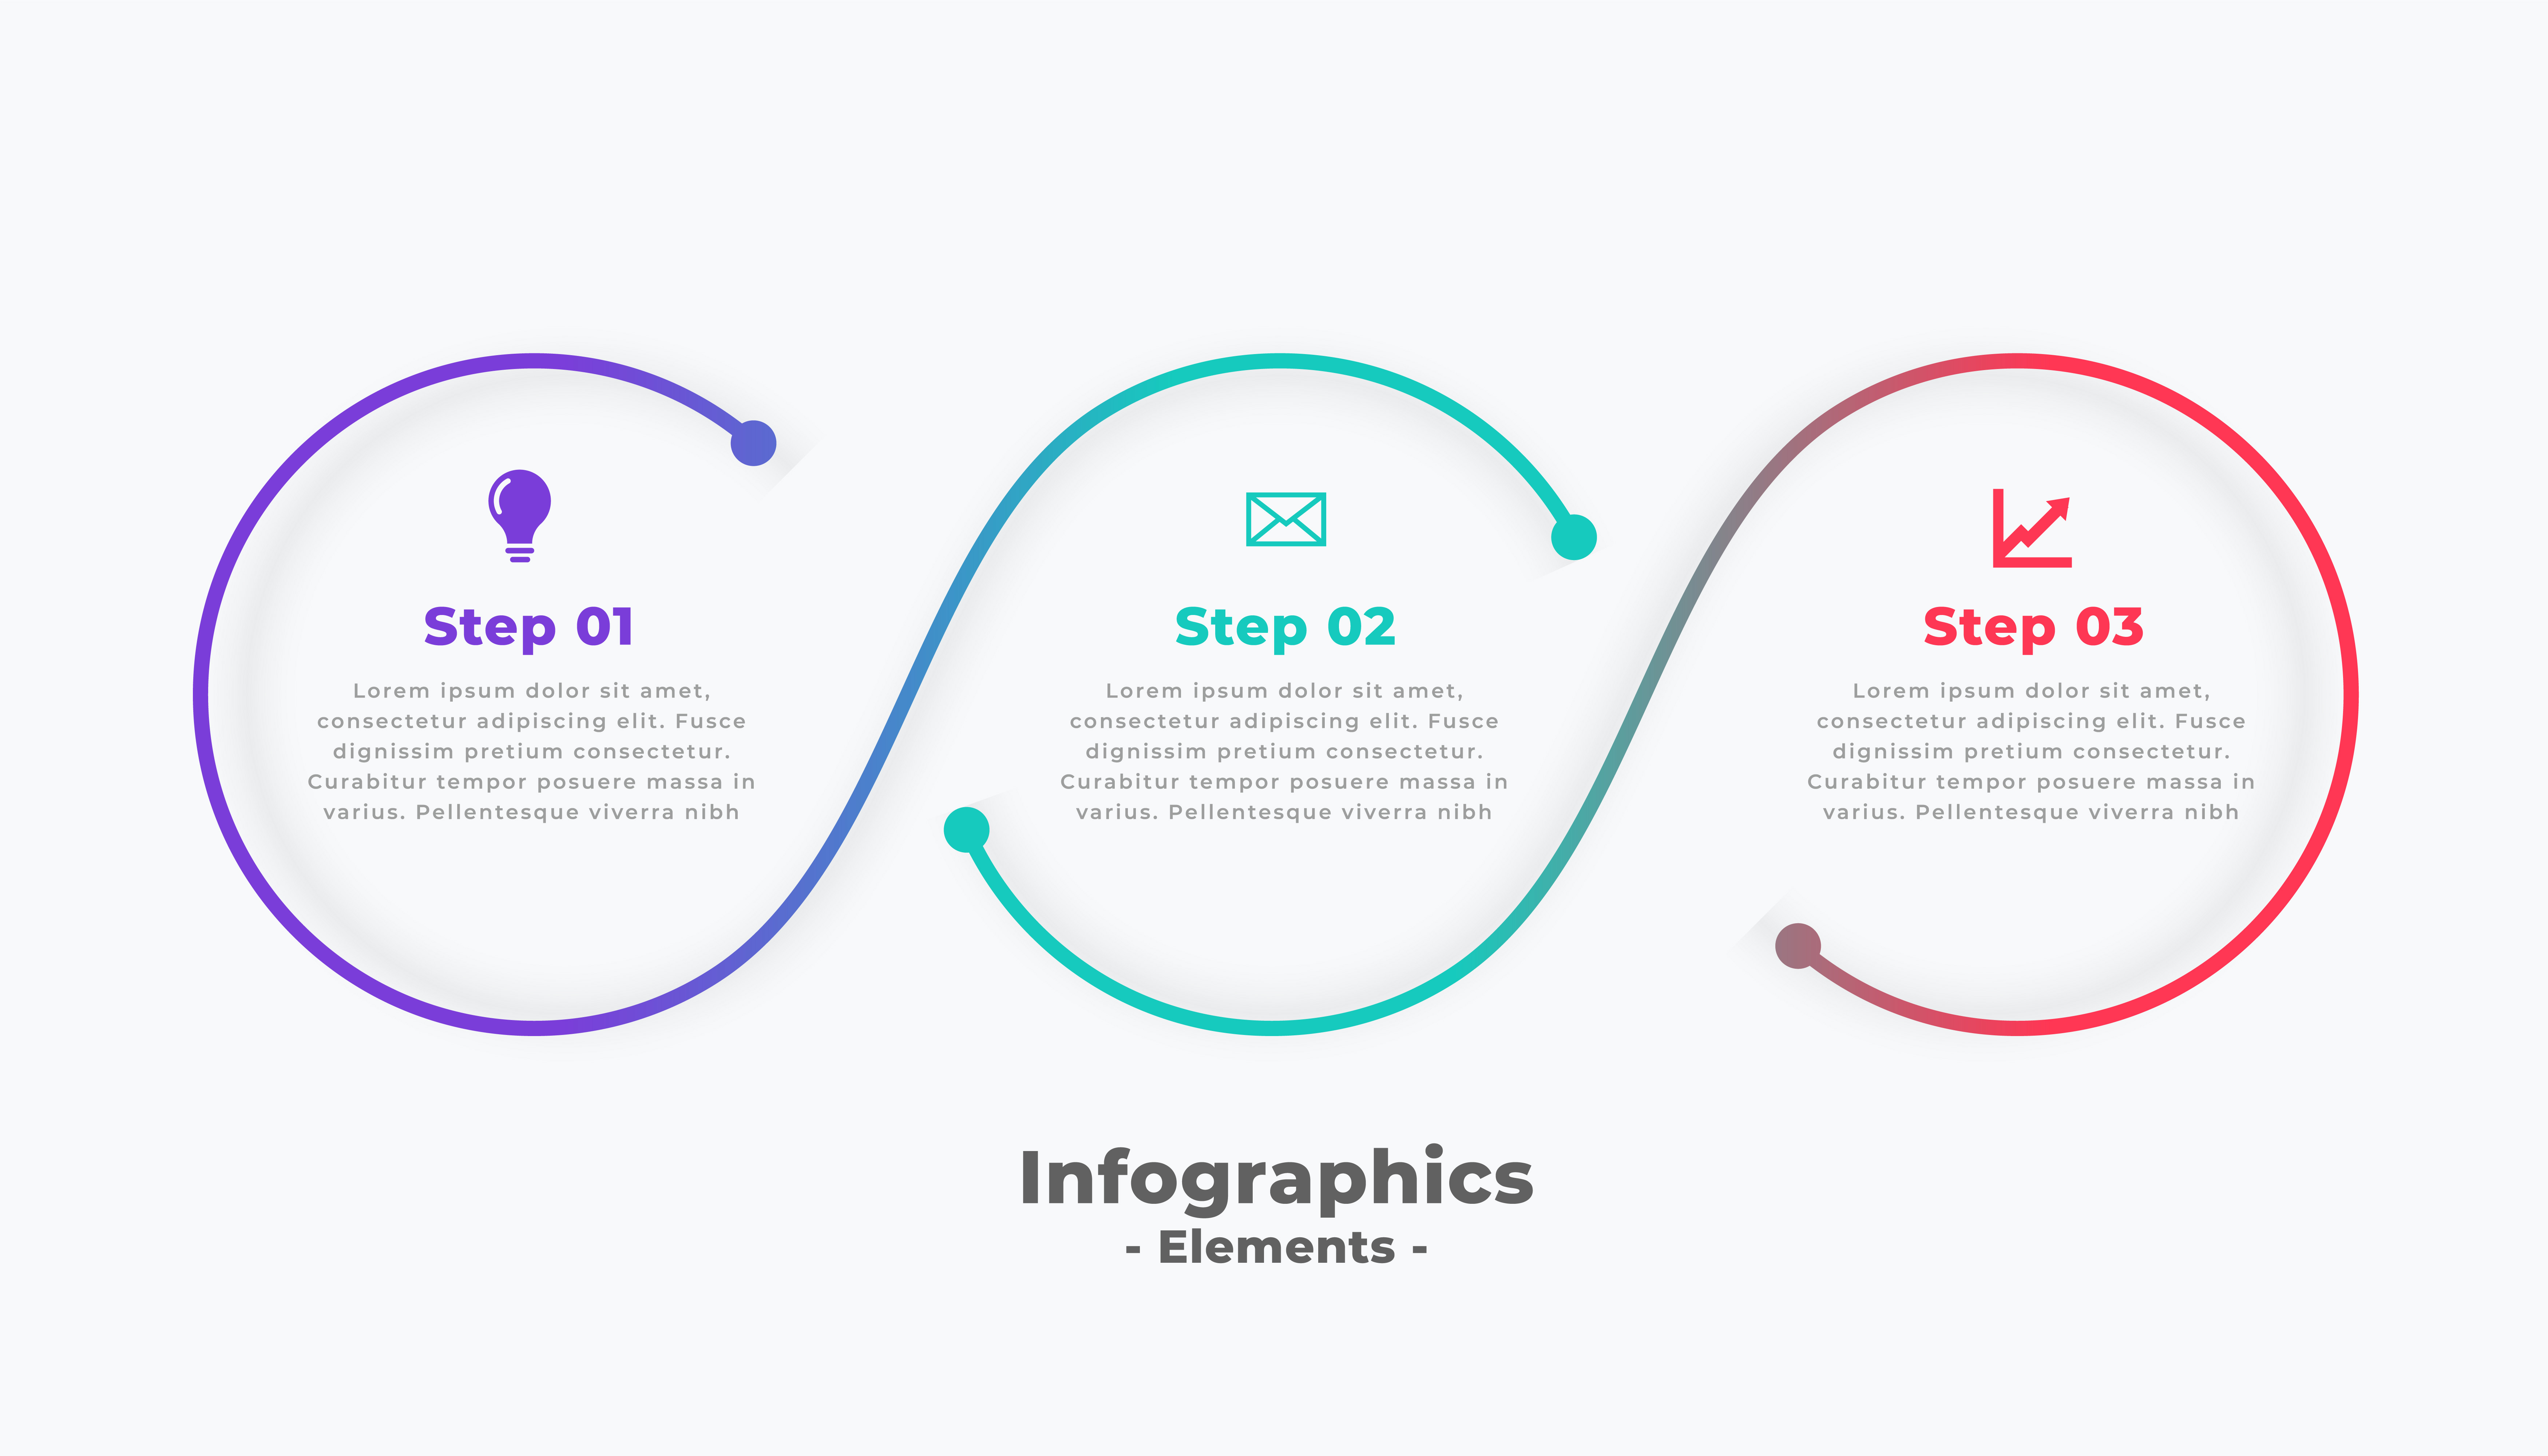 Step 01
Lorem ipsum dolor sit amet,
consectetur adipiscing elit. Fusce
dignissim pretium consectetur.
Curabitur tempor posuere massa in
varius. Pellentesque viverra nibh
Step 02
Lorem ipsum dolor sit amet,
consectetur adipiscing elit. Fusce
dignissim pretium consectetur.
Curabitur tempor posuere massa in
varius. Pellentesque viverra nibh
Step 03
Lorem ipsum dolor sit amet,
consectetur adipiscing elit. Fusce
dignissim pretium consectetur.
Curabitur tempor posuere massa in
varius. Pellentesque viverra nibh
Infographics
- Elements -